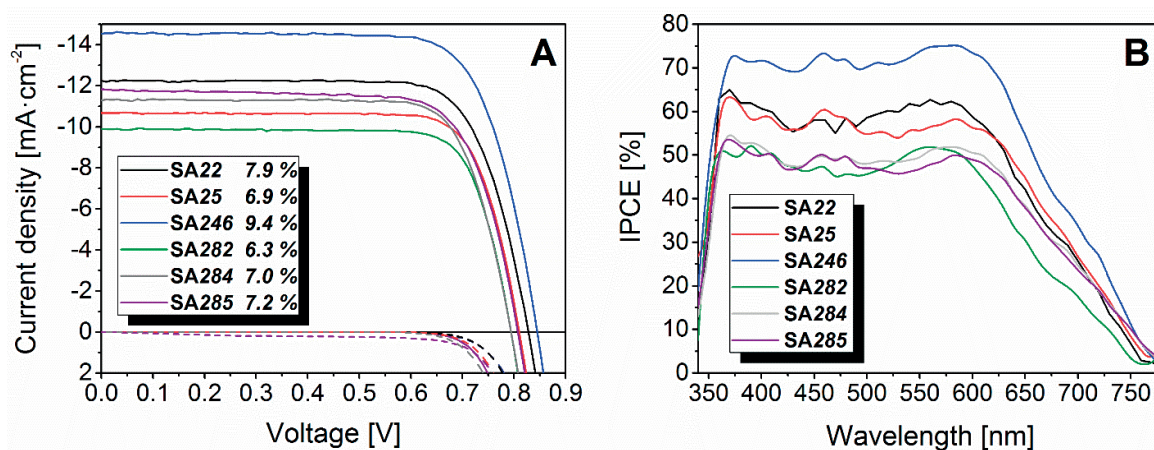 A
Current density [mA·cm-2]
-14
-12
-10
-8
-6
-4
-2
0
2
SA22 7.9 %
SA25 6.9 %
SA246 9.4 %
SA282 6.3 %
SA284 7.0 %
SA285 7.2 %
0.0 0.1 0.2 0.3 0.4 0.5 0.6 0.7 0.8 0.9
Voltage [V]
B
IPCE [%]
80
70
60
50
40
30
20
10
0
SA22
SA25
SA246
SA282
SA284
SA285
350 400 450 500 550 600 650 700 750
Wavelength [nm]